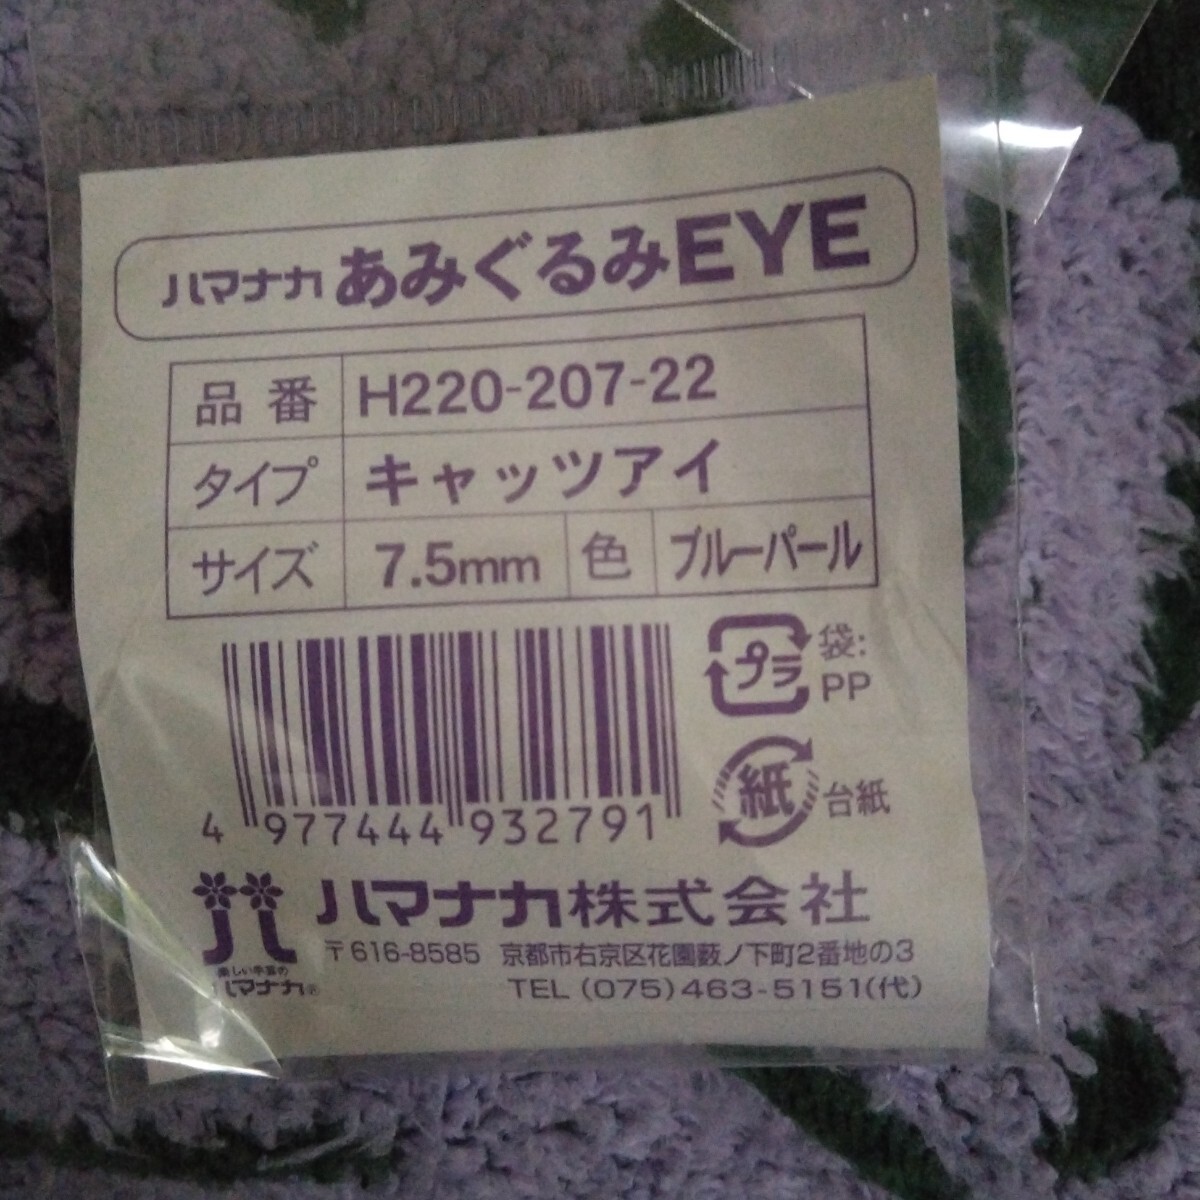 ハマナカ あみぐるみEYE
品番 H220-207-22
タイプ キャッツアイ
サイズ 7.5mm 色 ブルーパール
プラ 袋: PP
紙 台紙
4 977444 932791
ハマナカ株式会社
楽しい手芸の
ハマナカ®
〒616-8585 京都市右京区花園薮ノ下町2番地の3
TEL (075)463-5151(代)